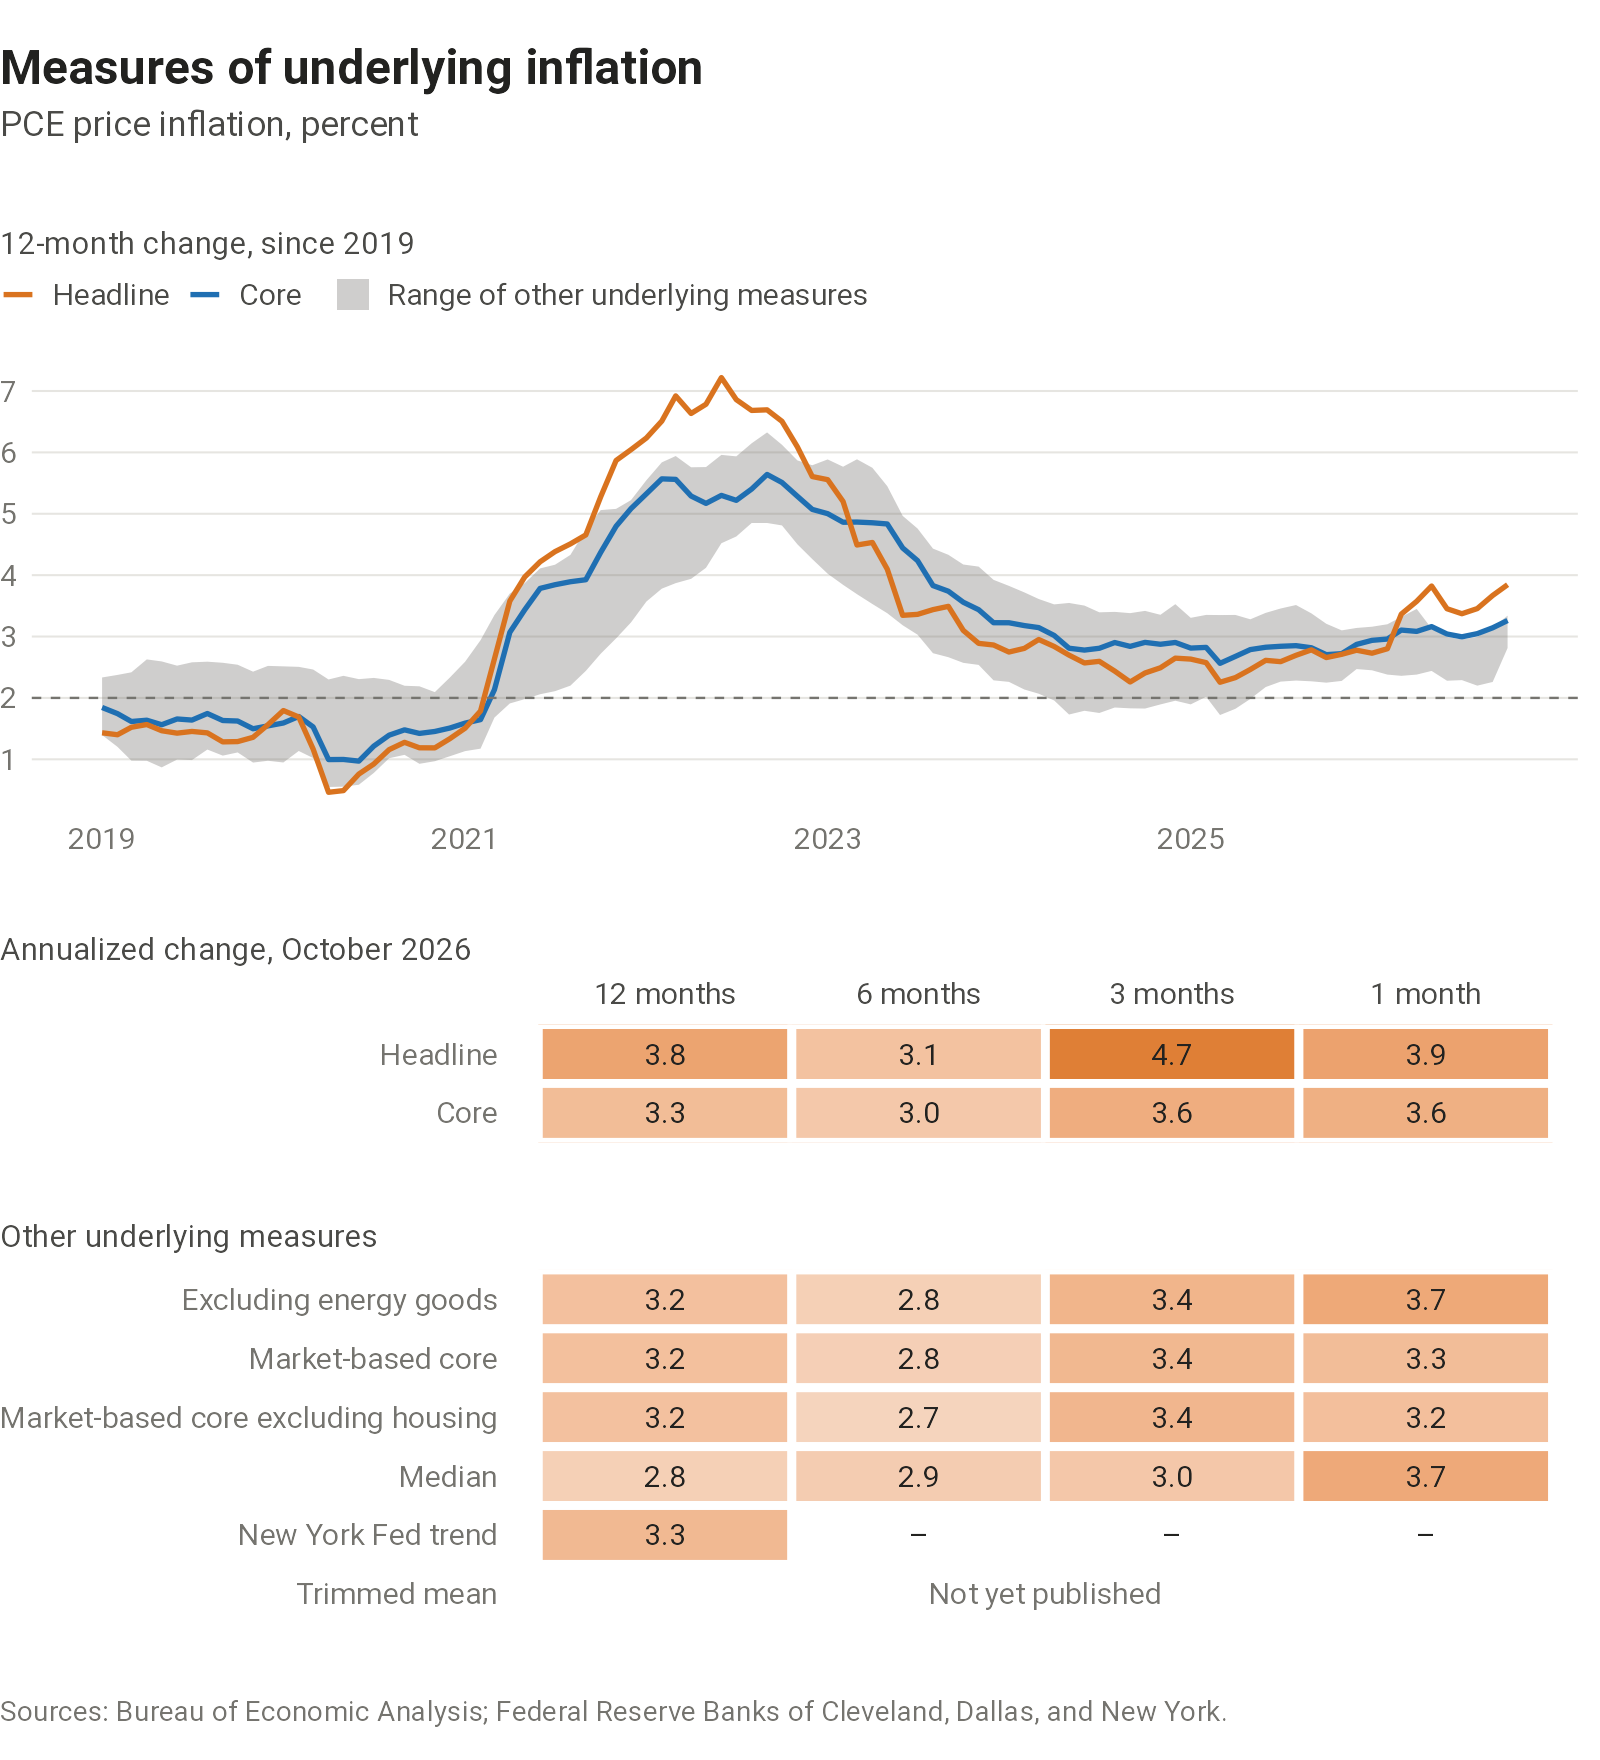 Measures of underlying inflation
PCE price inflation, percent
12-month change, since 2019
Headline Core Range of other underlying measures
7
6
5
4
3
2
1
2019 2021 2023 2025
Annualized change, October 2026
12 months 6 months 3 months 1 month
Headline 3.8 3.1 4.7 3.9
Core 3.3 3.0 3.6 3.6
Other underlying measures
Excluding energy goods 3.2 2.8 3.4 3.7
Market-based core 3.2 2.8 3.4 3.3
Market-based core excluding housing 3.2 2.7 3.4 3.2
Median 2.8 2.9 3.0 3.7
New York Fed trend 3.3 – – –
Trimmed mean Not yet published
Sources: Bureau of Economic Analysis; Federal Reserve Banks of Cleveland, Dallas, and New York.